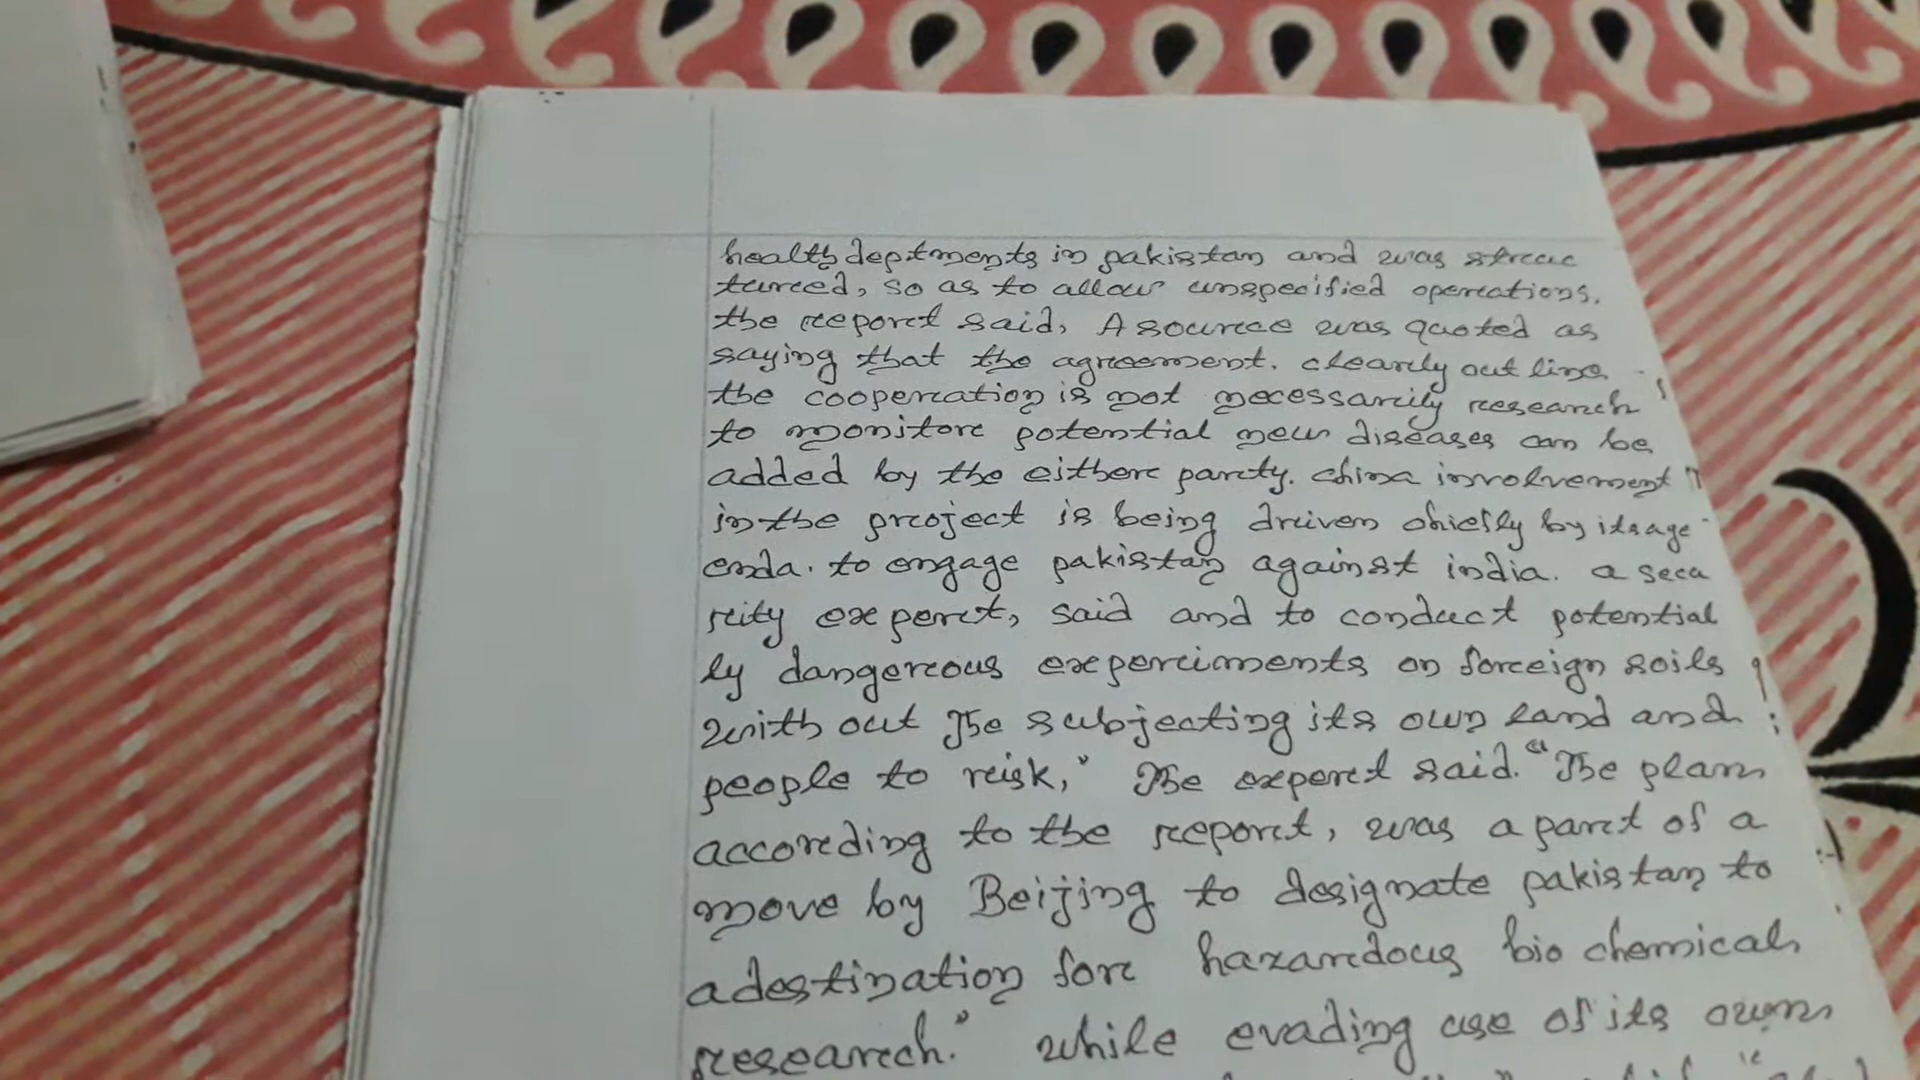 health deptments in pakistan and was struc
tured, so as to allow unspecified operations.
the report said, A source was quoted as
saying that the agreement. clearly out line
the cooperation is not necessarily research
to monitor potential new diseases can be
added by the either party. china involvement
in the project is being driven chiefly by its age
enda. to engage pakistan against india. a secu
rity expert, said and to conduct potential
ly dangerous experiments on foreign soils
with out The subjecting its own land and
people to risk," The expert said. "The plan
according to the report, was a part of a
move by Beijing to designate pakistan to
a destination for hazardous bio chemical
research." while evading use of its own